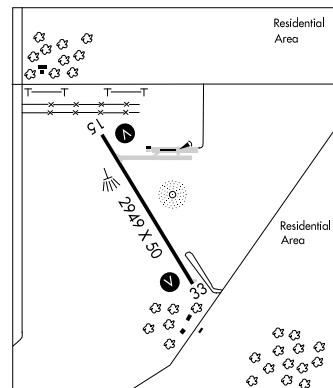 Residential
Area
15
V
2949 X 50
Residential
Area
V
33